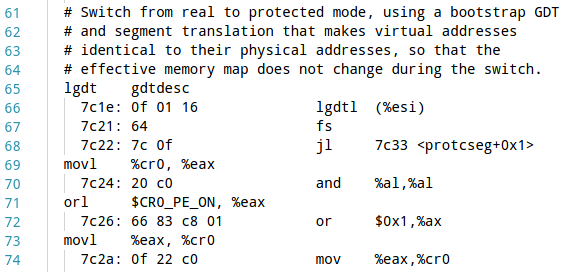 61 # Switch from real to protected mode, using a bootstrap GDT
62 # and segment translation that makes virtual addresses
63 # identical to their physical addresses, so that the
64 # effective memory map does not change during the switch.
65 lgdt    gdtdesc
66   7c1e: 0f 01 16              lgdtl  (%esi)
67   7c21: 64                    fs
68   7c22: 7c 0f                 jl     7c33 <protcseg+0x1>
69 movl    %cr0, %eax
70   7c24: 20 c0                 and    %al,%al
71 orl     $CR0_PE_ON, %eax
72   7c26: 66 83 c8 01           or     $0x1,%ax
73 movl    %eax, %cr0
74   7c2a: 0f 22 c0              mov    %eax,%cr0